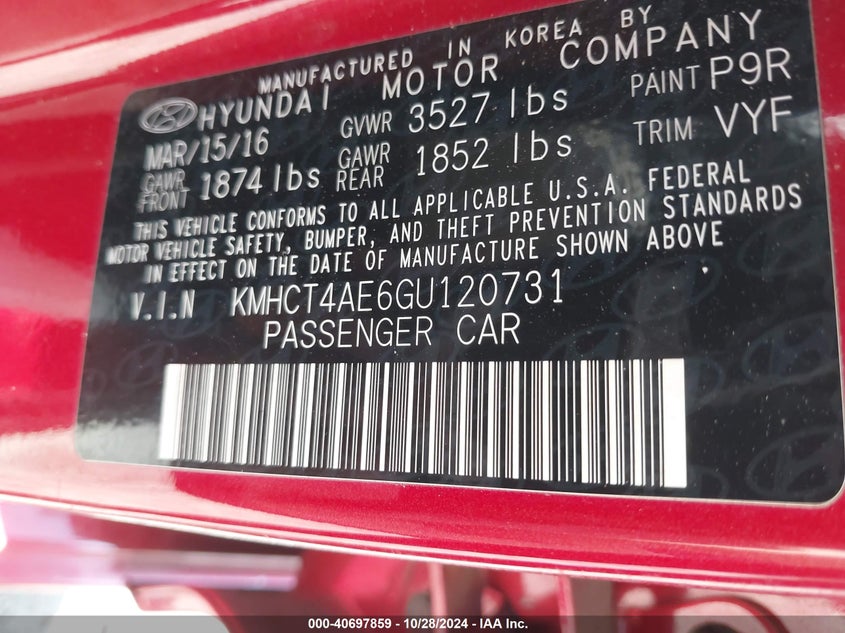 MANUFACTURED IN KOREA BY
HYUNDAI MOTOR COMPANY
MAR/15/16 GVWR 3527 lbs PAINT P9R
GAWR FRONT 1874 lbs GAWR REAR 1852 lbs TRIM VYF
THIS VEHICLE CONFORMS TO ALL APPLICABLE U.S.A. FEDERAL
MOTOR VEHICLE SAFETY, BUMPER, AND THEFT PREVENTION STANDARDS
IN EFFECT ON THE DATE OF MANUFACTURE SHOWN ABOVE
V.I.N KMHCT4AE6GU120731
PASSENGER CAR
000-40697859 | 10/28/2024 | IAA Inc.